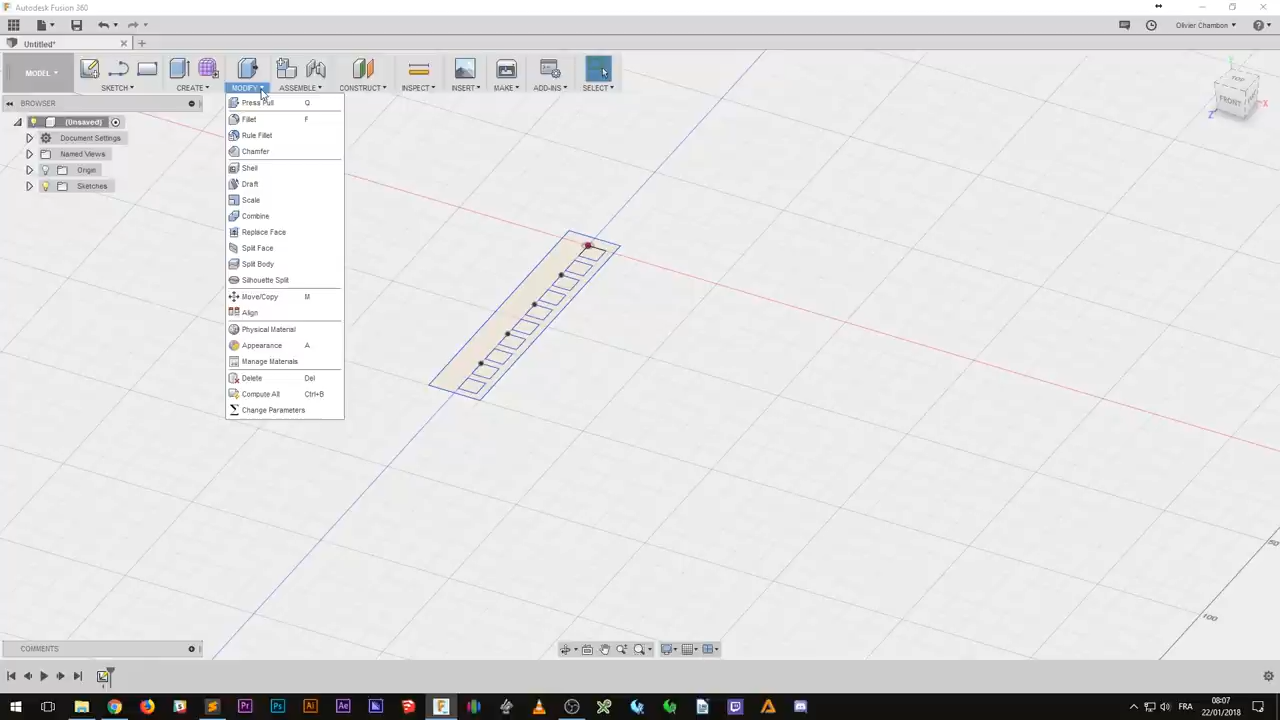 Autodesk Fusion 360
Olivier Chambon
Untitled*
MODEL
SKETCH
CREATE
MODIFY
ASSEMBLE
CONSTRUCT
INSPECT
INSERT
MAKE
ADD-INS
SELECT
BROWSER
(Unsaved)
Document Settings
Named Views
Origin
Sketches
Press Pull Q
Fillet F
Rule Fillet
Chamfer
Shell
Draft
Scale
Combine
Replace Face
Split Face
Split Body
Silhouette Split
Move/Copy M
Align
Physical Material
Appearance A
Manage Materials
Delete Del
Compute All Ctrl+B
Change Parameters
TOP
FRONT
X
Z
50
100
COMMENTS
FRA
08:07
22/01/2018